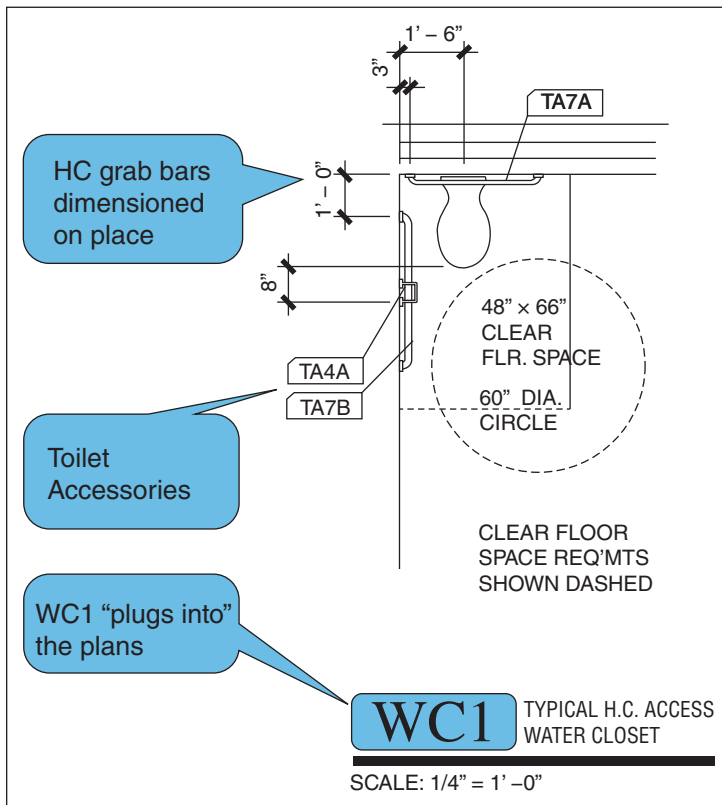 1’ – 6”
3”
TA7A
HC grab bars
dimensioned
on place
1’ – 0”
8”
48” × 66”
CLEAR
FLR. SPACE
60” DIA.
CIRCLE
TA4A
TA7B
Toilet
Accessories
CLEAR FLOOR
SPACE REQ’MTS
SHOWN DASHED
WC1 “plugs into”
the plans
WC1
TYPICAL H.C. ACCESS
WATER CLOSET
SCALE: 1/4” = 1’ –0”